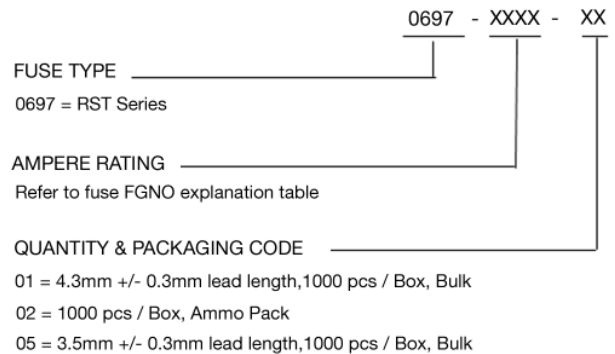 0697 - XXXX - XX
FUSE TYPE
0697 = RST Series
AMPERE RATING
Refer to fuse FGNO explanation table
QUANTITY & PACKAGING CODE
01 = 4.3mm +/- 0.3mm lead length,1000 pcs / Box, Bulk
02 = 1000 pcs / Box, Ammo Pack
05 = 3.5mm +/- 0.3mm lead length,1000 pcs / Box, Bulk